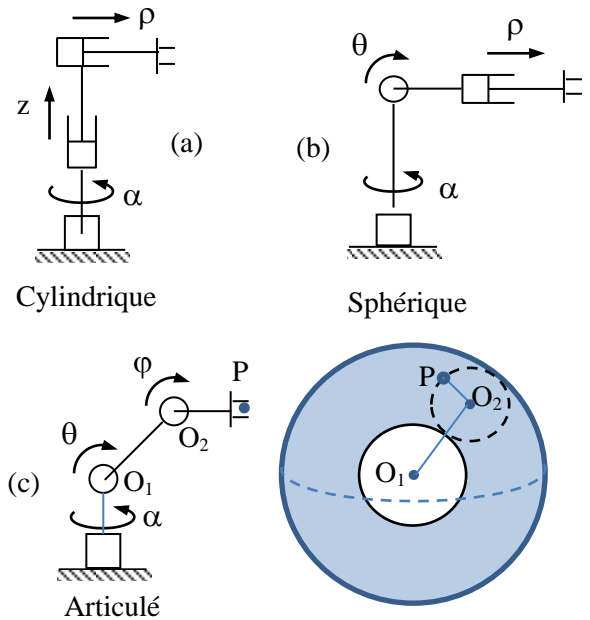 ρ
z
α
(a)
Cylindrique
θ
ρ
(b)
α
Sphérique
φ
P
θ
O₂
O₁
(c)
α
Articulé
P
O₂
O₁